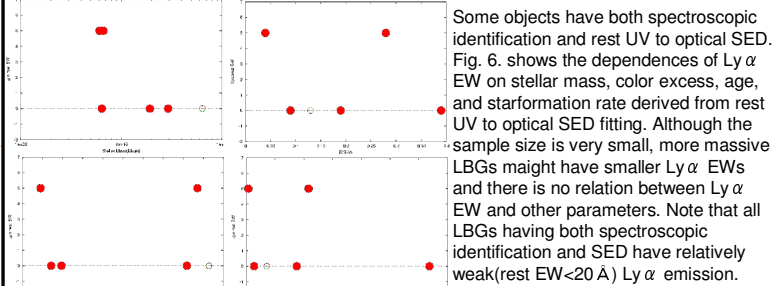 Some objects have both spectroscopic
identification and rest UV to optical SED.
Fig. 6. shows the dependences of Ly α
EW on stellar mass, color excess, age,
and starformation rate derived from rest
UV to optical SED fitting. Although the
sample size is very small, more massive
LBGs maight have smaller Ly α EWs
and there is no relation between Ly α
EW and other parameters. Note that all
LBGs having both spectroscopic
identification and SED have relatively
weak(rest EW<20 Å) Ly α emission.